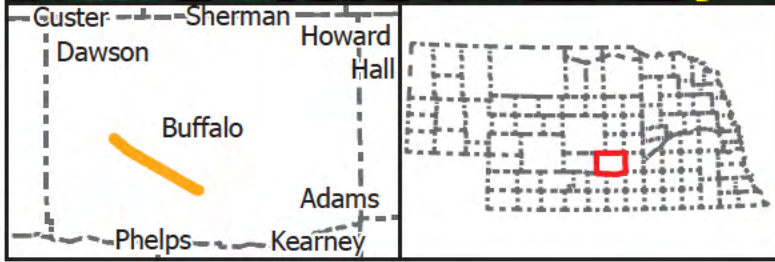 Custer
Sherman
Howard
Dawson
Hall
Buffalo
Adams
Phelps
Kearney